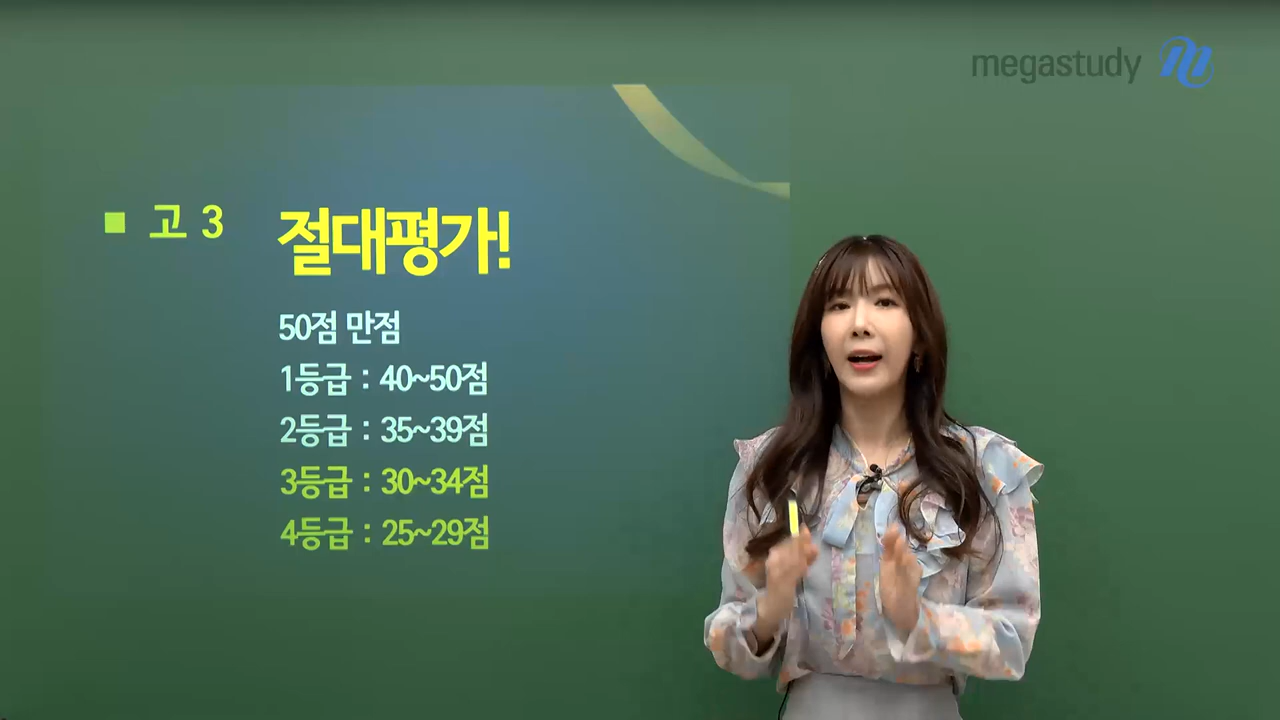 megastudy
■ 고 3 절대평가!
50점 만점
1등급 : 40~50점
2등급 : 35~39점
3등급 : 30~34점
4등급 : 25~29점